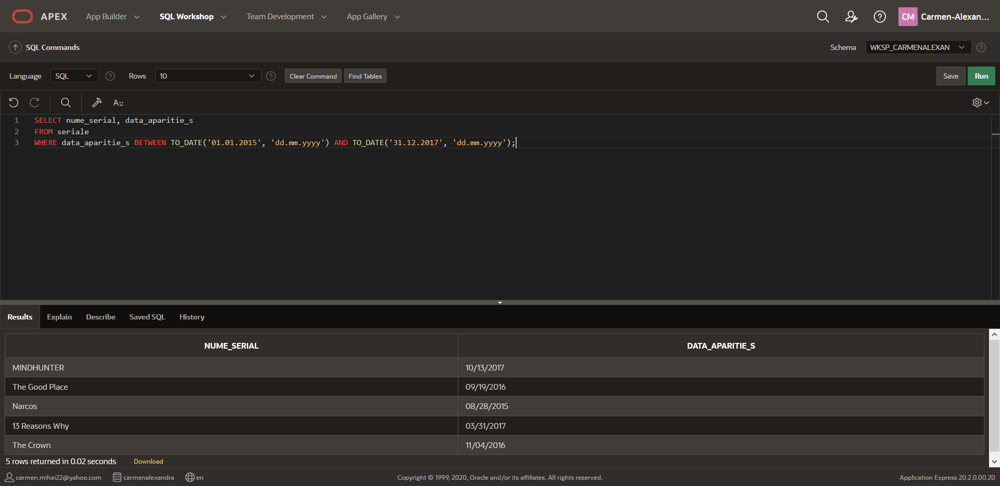 APEX App Builder SQL Workshop Team Development App Gallery CM Carmen-Alexan...
SQL Commands Schema WKSP_CARMENALEXAN
Language SQL Rows 10 Clear Command Find Tables Save Run
A::
1 SELECT nume_serial, data_aparitie_s
2 FROM seriale
3 WHERE data_aparitie_s BETWEEN TO_DATE('01.01.2015', 'dd.mm.yyyy') AND TO_DATE('31.12.2017', 'dd.mm.yyyy');
Results Explain Describe Saved SQL History
NUME_SERIAL DATA_APARITIE_S
MINDHUNTER 10/13/2017
The Good Place 09/19/2016
Narcos 08/28/2015
13 Reasons Why 03/31/2017
The Crown 11/04/2016
5 rows returned in 0.02 seconds Download
carmen.mihai22@yahoo.com carmenalexandra en Copyright © 1999, 2020, Oracle and/or its affiliates. All rights reserved. Application Express 20.2.0.00.20